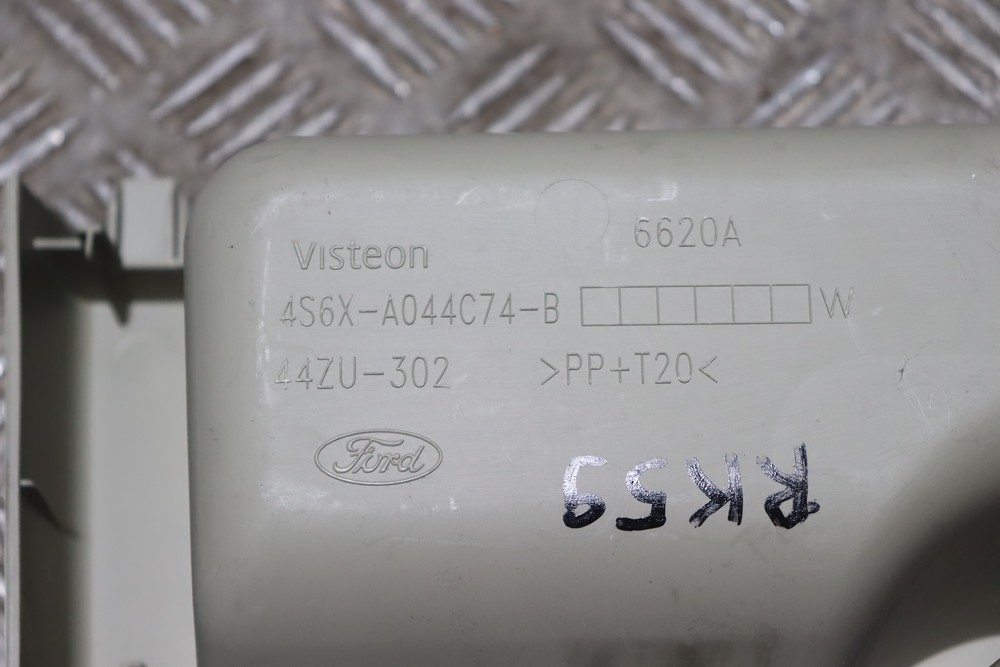 6620A
Visteon
4S6X-A044C74-B W
44ZU-302 >PP+T20<
Ford
RK59